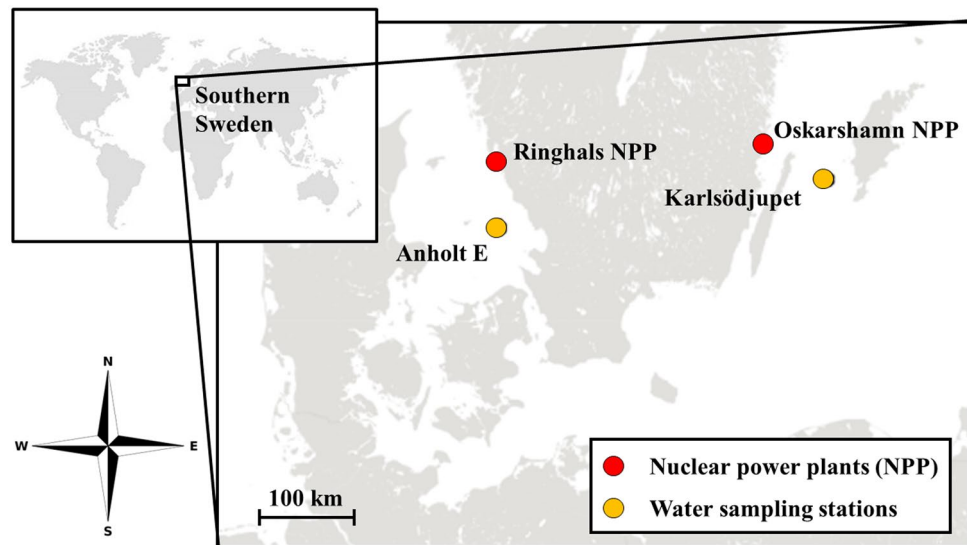 Southern
Sweden
Oskarshamn NPP
Ringhals NPP
Karlsödjupet
Anholt E
N
W
E
S
100 km
Nuclear power plants (NPP)
Water sampling stations